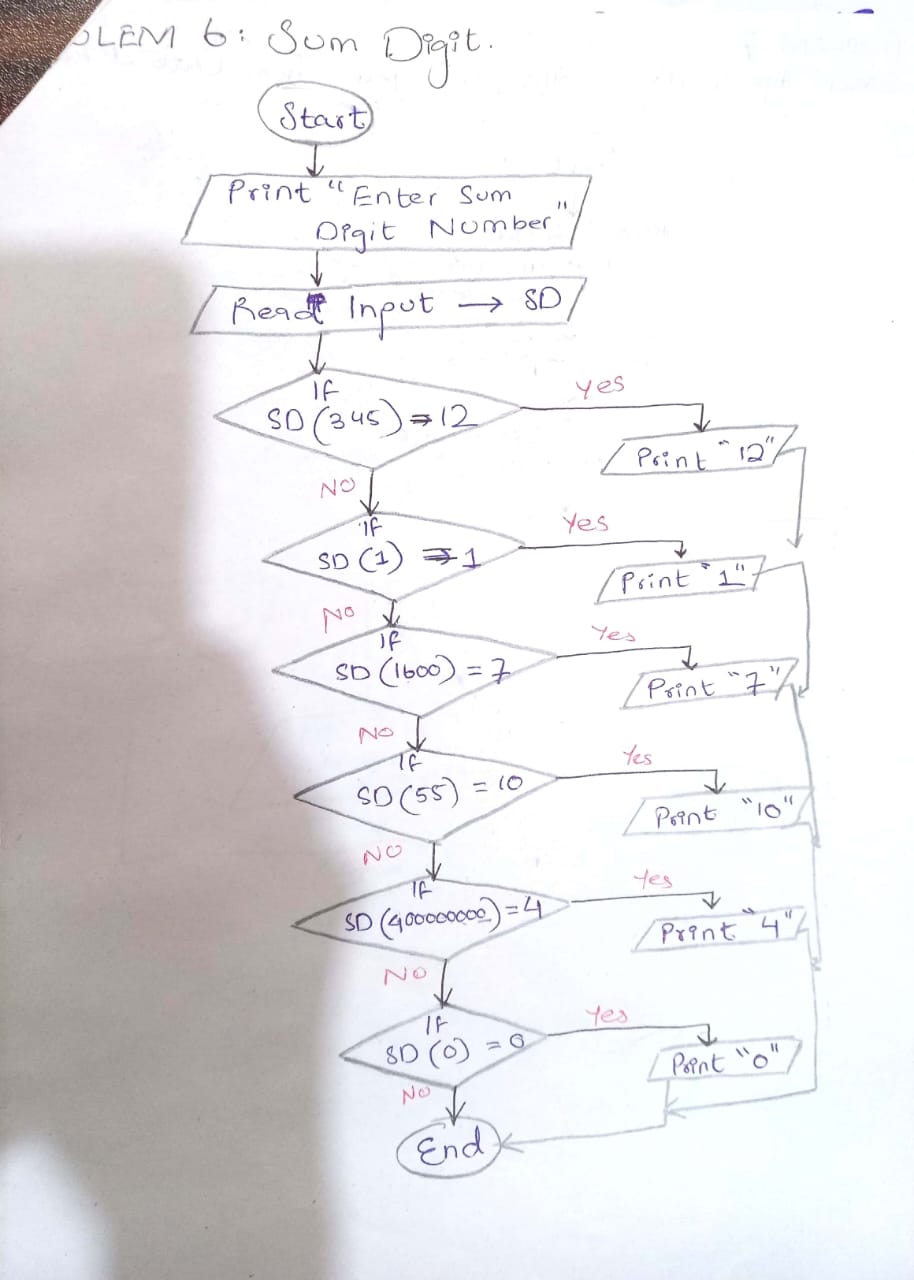 OLEM 6: Sum Digit.
Start
Print "Enter Sum
Digit Number"
Read Input → SD
If
SD (345) = 12
Yes
Print "12"
NO
If
SD (1) = 1
Yes
Print "1"
NO
If
SD (1600) = 7
Yes
Print "7"
NO
If
SD (55) = 10
Yes
Print "10"
NO
If
SD (400000000) = 4
Yes
Print "4"
NO
If
SD (0) = 0
Yes
Print "0"
NO
End